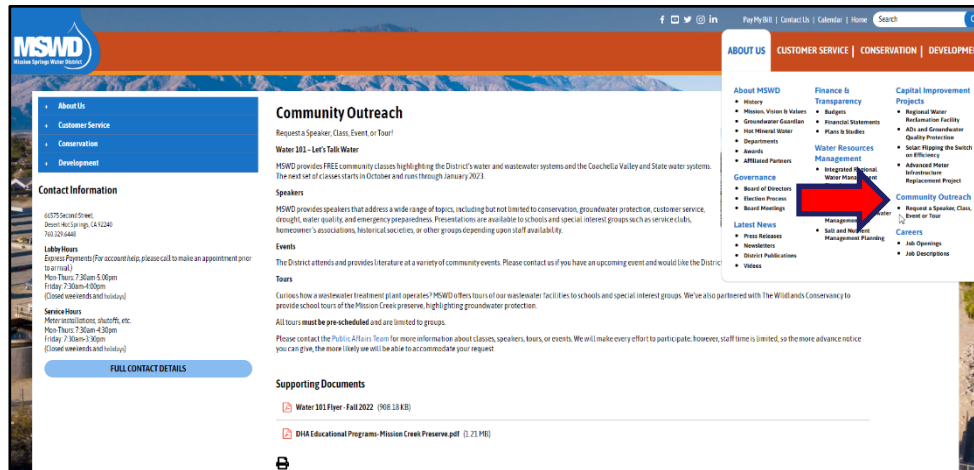 Pay My Bill | Contact Us | Calendar | Home Search
MSWD
Mission Springs Water District
ABOUT US CUSTOMER SERVICE | CONSERVATION | DEVELOPME
About MSWD
• History
• Mission, Vision & Values
• Groundwater Guardian
• Hot Mineral Water
• Departments
• Awards
• Affiliated Partners
Governance
• Board of Directors
• Election Process
• Board Meetings
Latest News
• Press Releases
• Newsletters
• District Publications
• Videos
Finance &
Transparency
• Budgets
• Financial Statements
• Plans & Studies
Water Resources
Management
• Integrated Regional
Water Management
Management
• Salt and Nutrient
Management Planning
Capital Improvement
Projects
• Regional Water
Reclamation Facility
• ADs and Groundwater
Quality Protection
• Solar: Flipping the Switch
on Efficiency
• Advanced Meter
Infrastructure
Replacement Project
Community Outreach
• Request a Speaker, Class,
Event or Tour
Careers
• Job Openings
• Job Descriptions
About Us
Customer Service
Conservation
Development
Contact Information
66575 Second Street,
Desert Hot Springs, CA 92240
760.329.6448
Lobby Hours
Express Payments (For account help, please call to make an appointment prior
to arrival.)
Mon-Thurs: 7:30am-5:00pm
Friday: 7:30am-4:00pm
(Closed weekends and holidays)
Service Hours
Meter installations, shutoffs, etc.
Mon-Thurs: 7:30am-4:30pm
Friday: 7:30am-3:30pm
(Closed weekends and holidays)
FULL CONTACT DETAILS
Community Outreach
Request a Speaker, Class, Event, or Tour!
Water 101 – Let's Talk Water
MSWD provides FREE community classes highlighting the District's water and wastewater systems and the Coachella Valley and State water systems.
The next set of classes starts in October and runs through January 2023.
Speakers
MSWD provides speakers that address a wide range of topics, including but not limited to conservation, groundwater protection, customer service,
drought, water quality, and emergency preparedness. Presentations are available to schools and special interest groups such as service clubs,
homeowner's associations, historical societies, or other groups depending upon staff availability.
Events
The District attends and provides literature at a variety of community events. Please contact us if you have an upcoming event and would like the Distric
Tours
Curious how a wastewater treatment plant operates? MSWD offers tours of our wastewater facilities to schools and special interest groups. We've also partnered with The Wildlands Conservancy to
provide school tours of the Mission Creek preserve, highlighting groundwater protection.
All tours must be pre-scheduled and are limited to groups.
Please contact the Public Affairs Team for more information about classes, speakers, tours, or events. We will make every effort to participate, however, staff time is limited, so the more advance notice
you can give, the more likely we will be able to accommodate your request.
Supporting Documents
Water 101 Flyer - Fall 2022 (908.18 KB)
DHA Educational Programs- Mission Creek Preserve.pdf (1.21 MB)